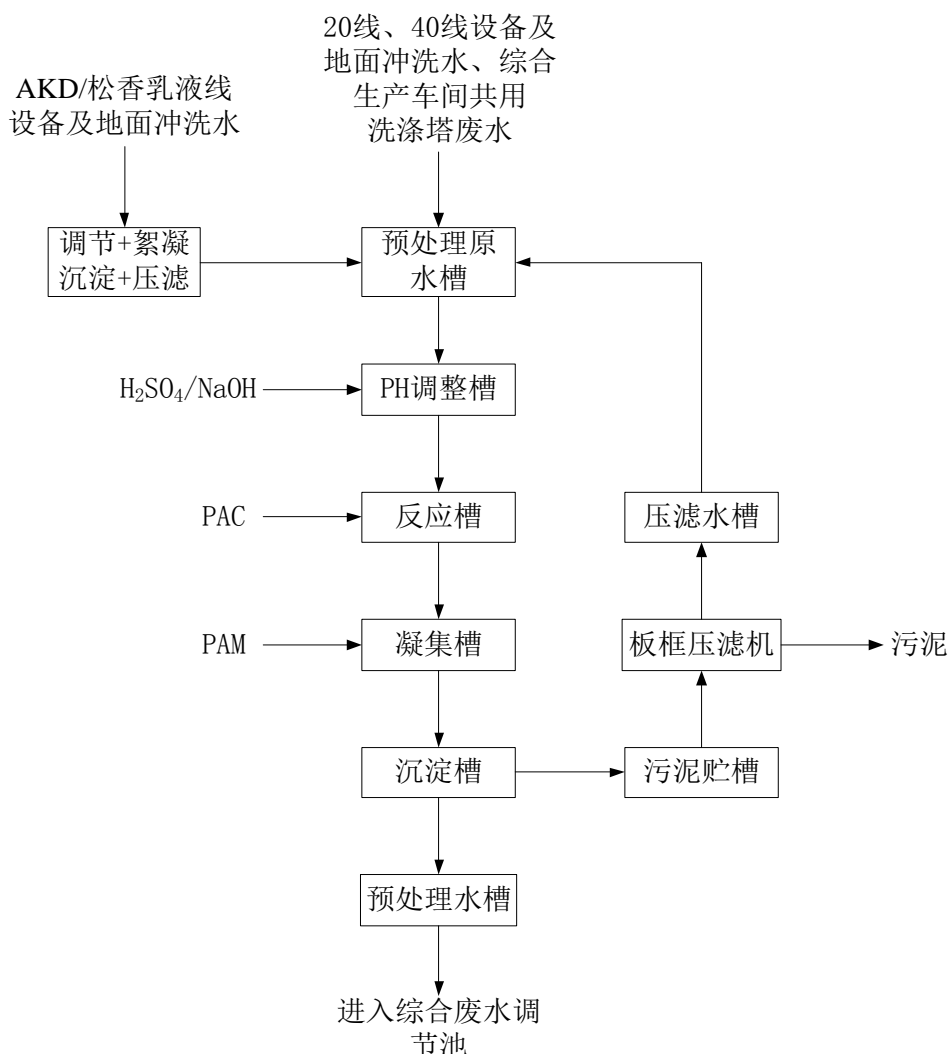 20线、40线设备及
地面冲洗水、综合
生产车间共用
洗涤塔废水
AKD/松香乳液线
设备及地面冲洗水
调节+絮凝
沉淀+压滤
预处理原
水槽
H₂SO₄/NaOH
PH调整槽
PAC
反应槽
压滤水槽
PAM
凝集槽
板框压滤机
污泥
沉淀槽
污泥贮槽
预处理水槽
进入综合废水调
节池